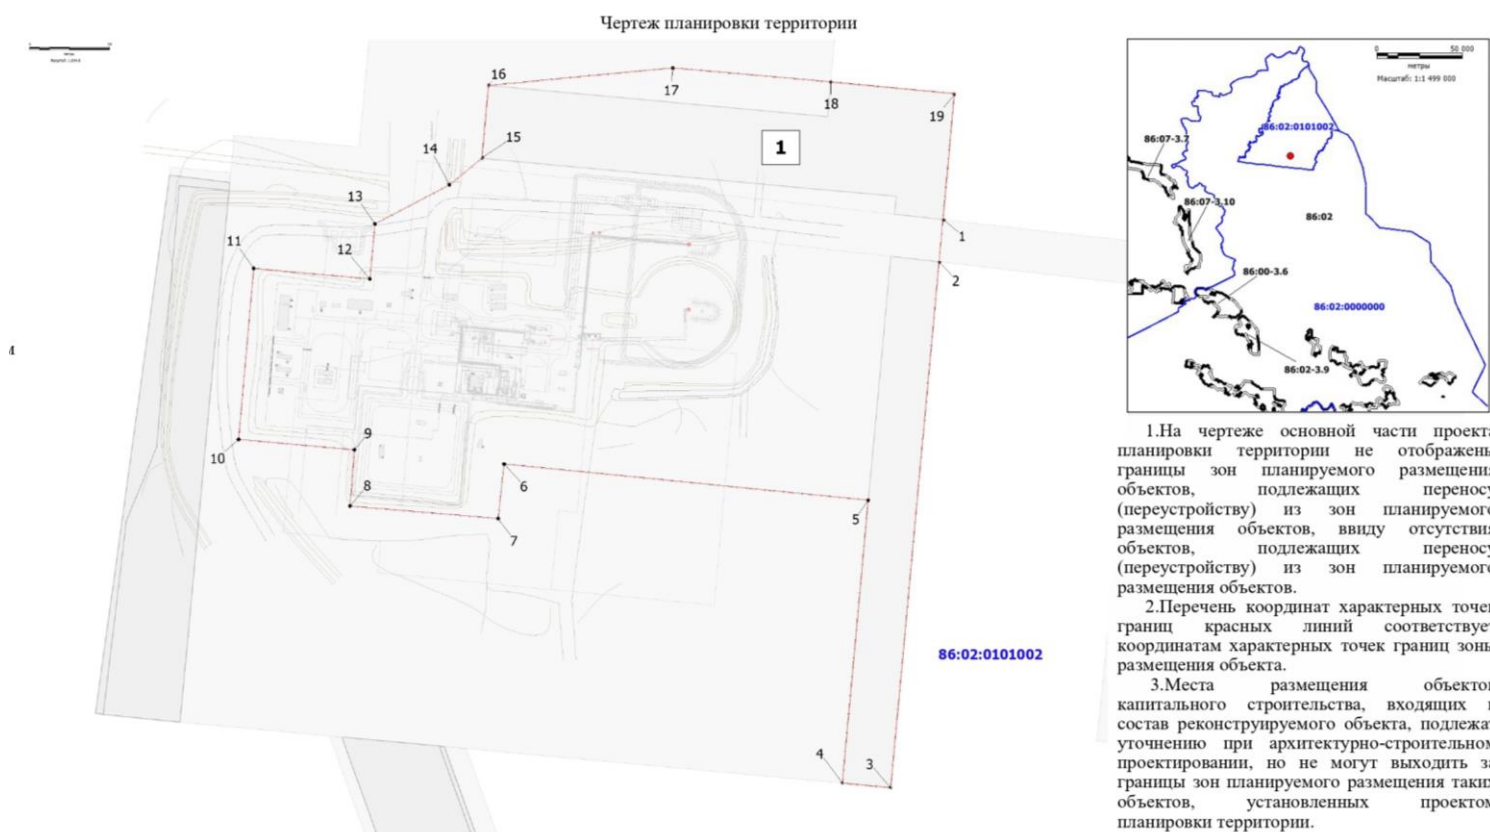 Чертеж планировки территории
16
17
18
19
15
1
14
13
11
12
1
2
10
9
8
6
7
5
4
3
86:02:0101002
0
50 000
метры
Масштаб: 1:1 499 000
86:02:0101002
86:07-3.7
86:07-3.10
86:02
86:00-3.6
86:02:0000000
86:02-3.9
1.На чертеже основной части проекта
планировки территории не отображены
границы зон планируемого размещения
объектов, подлежащих переносу
(переустройству) из зон планируемого
размещения объектов, ввиду отсутствия
объектов, подлежащих переносу
(переустройству) из зон планируемого
размещения объектов.
2.Перечень координат характерных точек
границ красных линий соответствует
координатам характерных точек границ зоны
размещения объекта.
3.Места размещения объектов
капитального строительства, входящих в
состав реконструируемого объекта, подлежат
уточнению при архитектурно-строительном
проектировании, но не могут выходить за
границы зон планируемого размещения таких
объектов, установленных проектом
планировки территории.